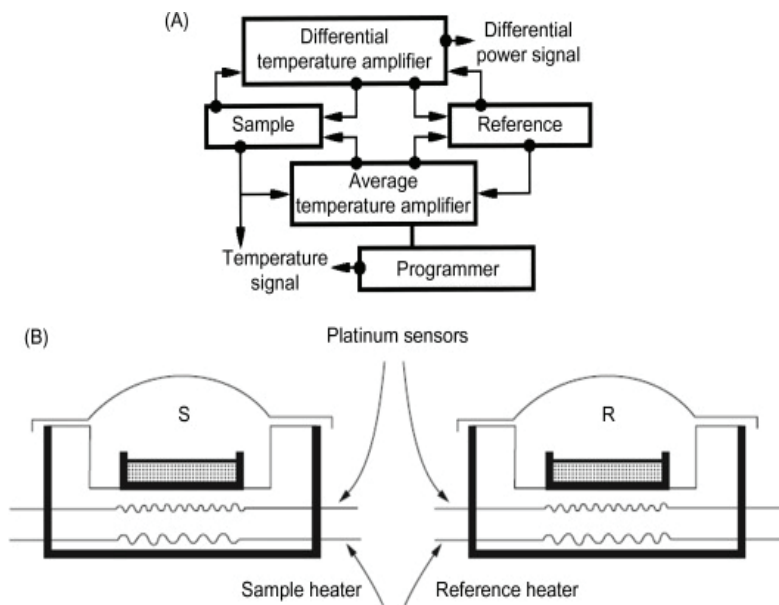 (A)
Differential
temperature amplifier
Differential
power signal
Sample
Reference
Average
temperature amplifier
Temperature
signal
Programmer
(B)
Platinum sensors
S
R
Sample heater
Reference heater